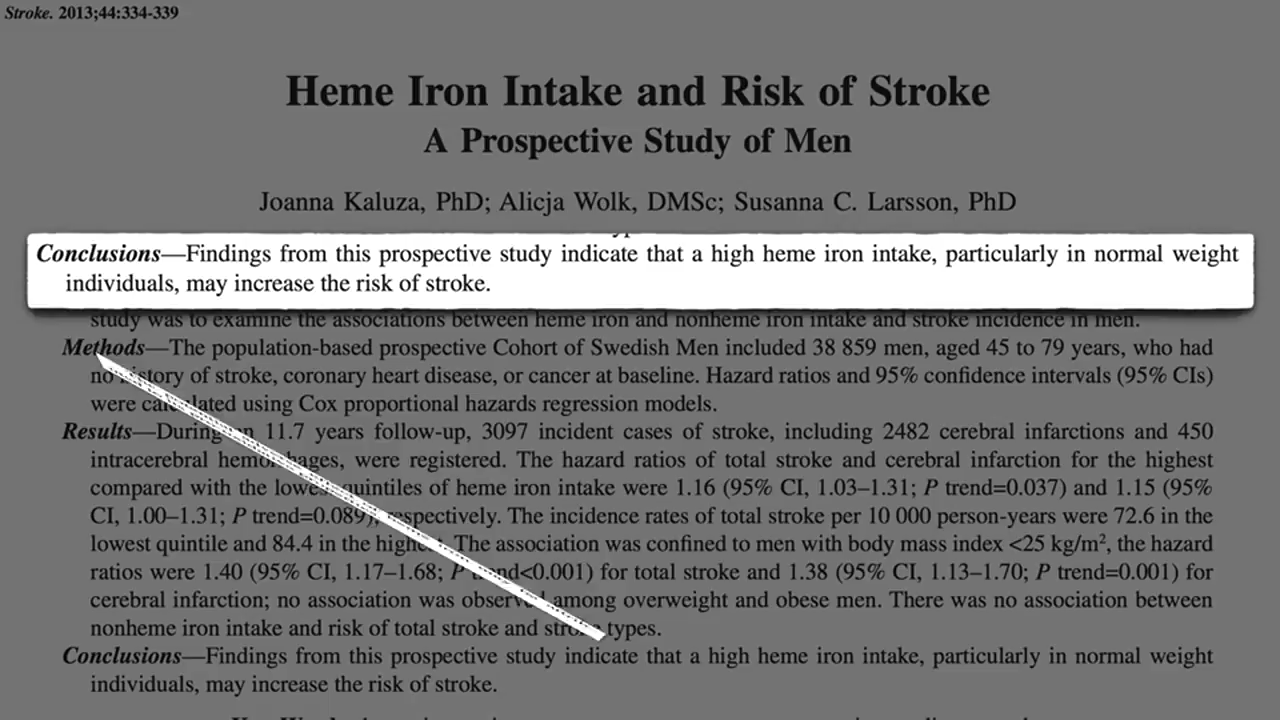 Stroke. 2013;44:334-339
Heme Iron Intake and Risk of Stroke
A Prospective Study of Men
Joanna Kaluza, PhD; Alicja Wolk, DMSc; Susanna C. Larsson, PhD
Conclusions—Findings from this prospective study indicate that a high heme iron intake, particularly in normal weight
individuals, may increase the risk of stroke.
study was to examine the associations between heme iron and nonheme iron intake and stroke incidence in men.
Methods—The population-based prospective Cohort of Swedish Men included 38 859 men, aged 45 to 79 years, who had
no history of stroke, coronary heart disease, or cancer at baseline. Hazard ratios and 95% confidence intervals (95% CIs)
were calculated using Cox proportional hazards regression models.
Results—During an 11.7 years follow-up, 3097 incident cases of stroke, including 2482 cerebral infarctions and 450
intracerebral hemorrhages, were registered. The hazard ratios of total stroke and cerebral infarction for the highest
compared with the lowest quintiles of heme iron intake were 1.16 (95% CI, 1.03–1.31; P trend=0.037) and 1.15 (95%
CI, 1.00–1.31; P trend=0.089), respectively. The incidence rates of total stroke per 10 000 person-years were 72.6 in the
lowest quintile and 84.4 in the highest. The association was confined to men with body mass index <25 kg/m², the hazard
ratios were 1.40 (95% CI, 1.17–1.68; P trend<0.001) for total stroke and 1.38 (95% CI, 1.13–1.70; P trend=0.001) for
cerebral infarction; no association was observed among overweight and obese men. There was no association between
nonheme iron intake and risk of total stroke and stroke types.
Conclusions—Findings from this prospective study indicate that a high heme iron intake, particularly in normal weight
individuals, may increase the risk of stroke.